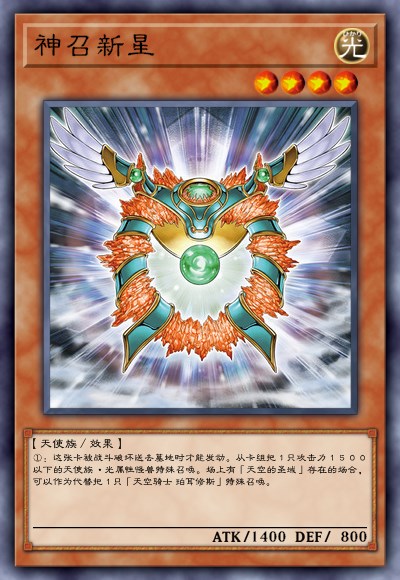 神召新星
光
【天使族／效果】
①：这张卡被战斗破坏送去墓地时才能发动。从卡组把１只攻击力１５００
以下的天使族·光属性怪兽特殊召唤。场上有「天空的圣域」存在的场合，
可以作为代替把１只「天空骑士 珀耳修斯」特殊召唤。
ATK/1400 DEF/ 800